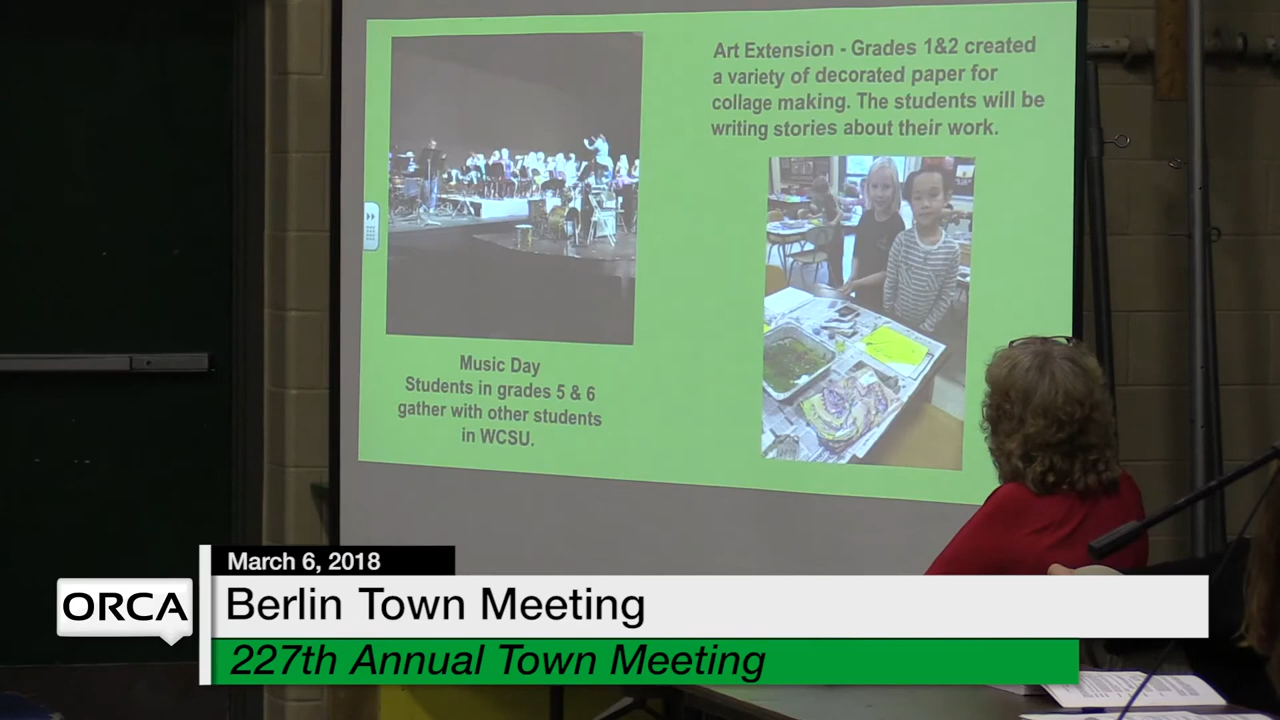 Art Extension - Grades 1&2 created
a variety of decorated paper for
collage making. The students will be
writing stories about their work.
Music Day
Students in grades 5 & 6
gather with other students
in WCSU.
March 6, 2018
ORCA
Berlin Town Meeting
227th Annual Town Meeting